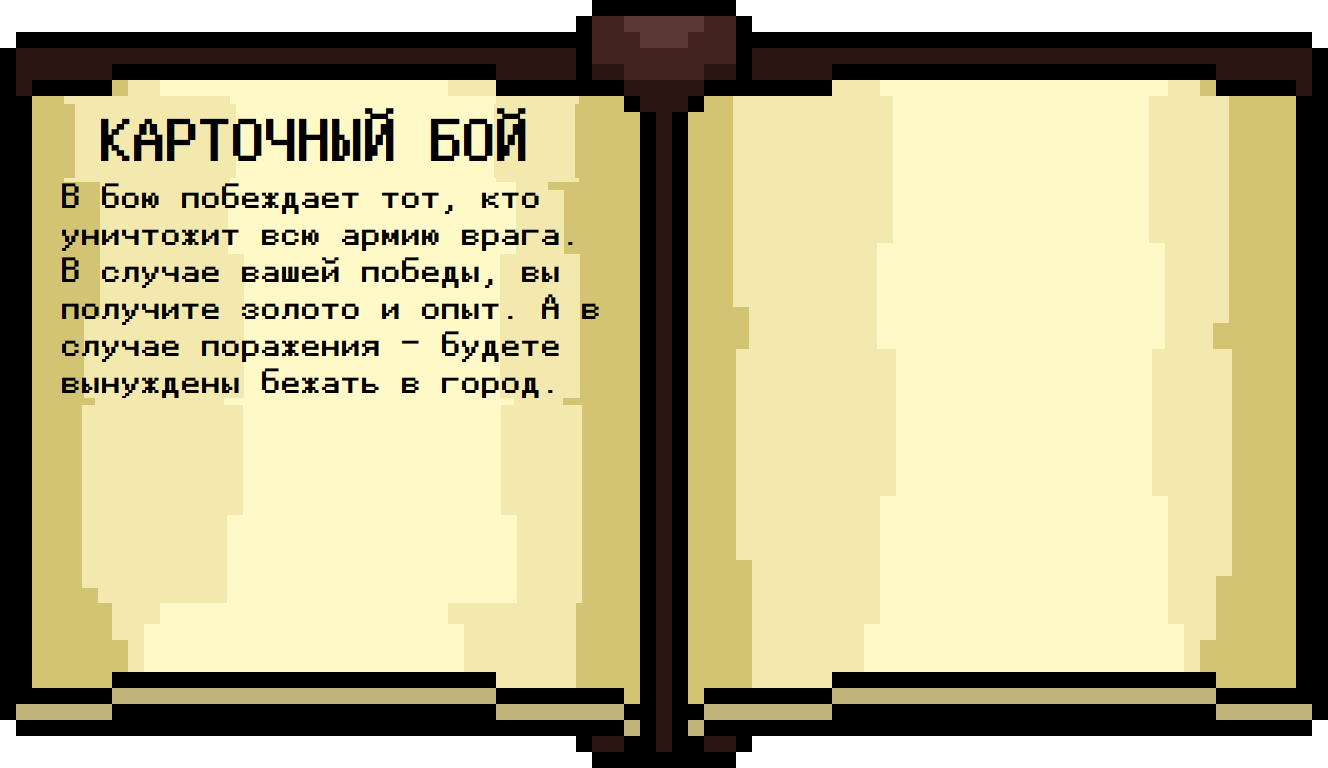 КАРТОЧНЫЙ БОЙ
В бою побеждает тот, кто
уничтожит всю армию врага.
В случае вашей победы, вы
получите золото и опыт. А в
случае поражения - будете
вынуждены бежать в город.